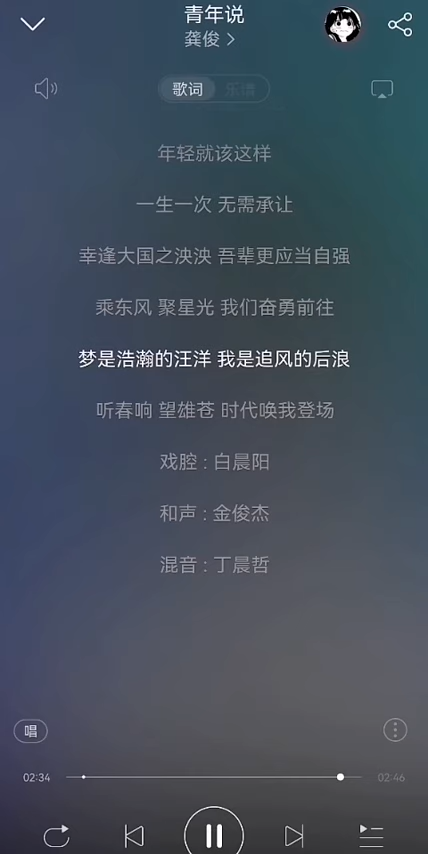 青年说
龚俊
歌词 乐谱
年轻就该这样
一生一次 无需承让
幸逢大国之泱泱 吾辈更应当自强
乘东风 聚星光 我们奋勇前往
梦是浩瀚的汪洋 我是追风的后浪
听春响 望雄苍 时代唤我登场
戏腔 : 白晨阳
和声 : 金俊杰
混音 : 丁晨哲
唱
02:34 02:46